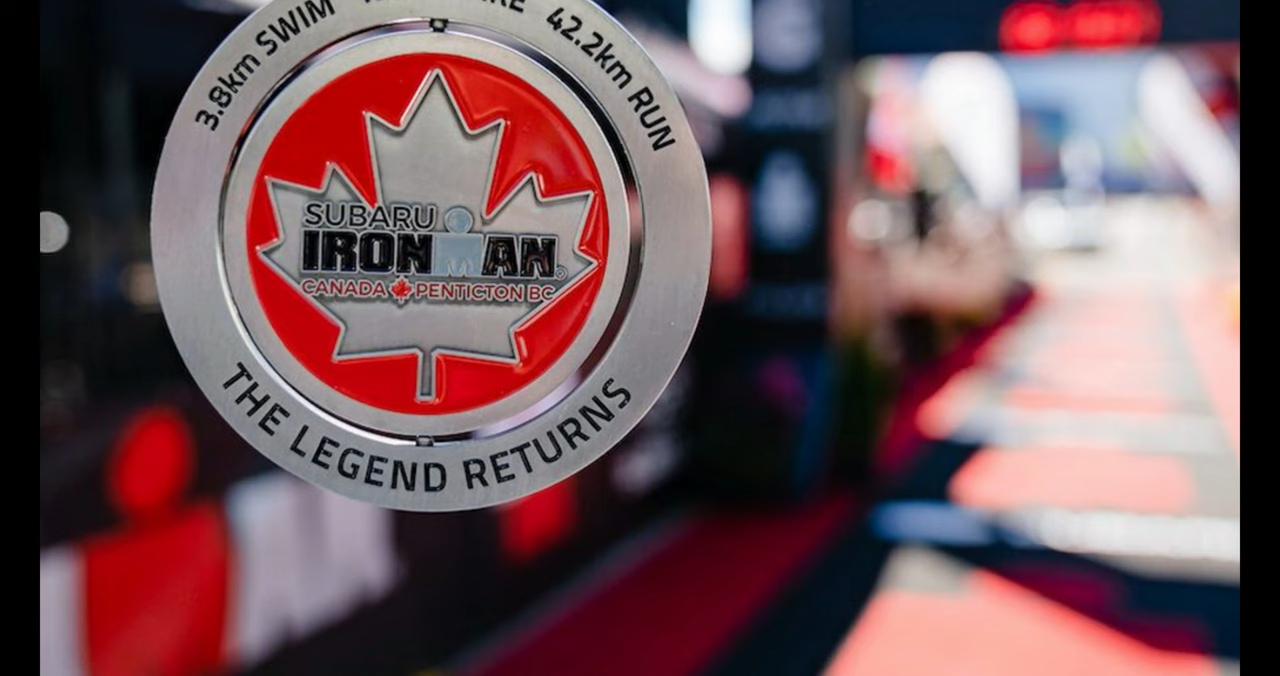 3.8km SWIM
42.2km RUN
SUBARU
IRONMAN®
CANADA PENTICTON BC
THE LEGEND RETURNS